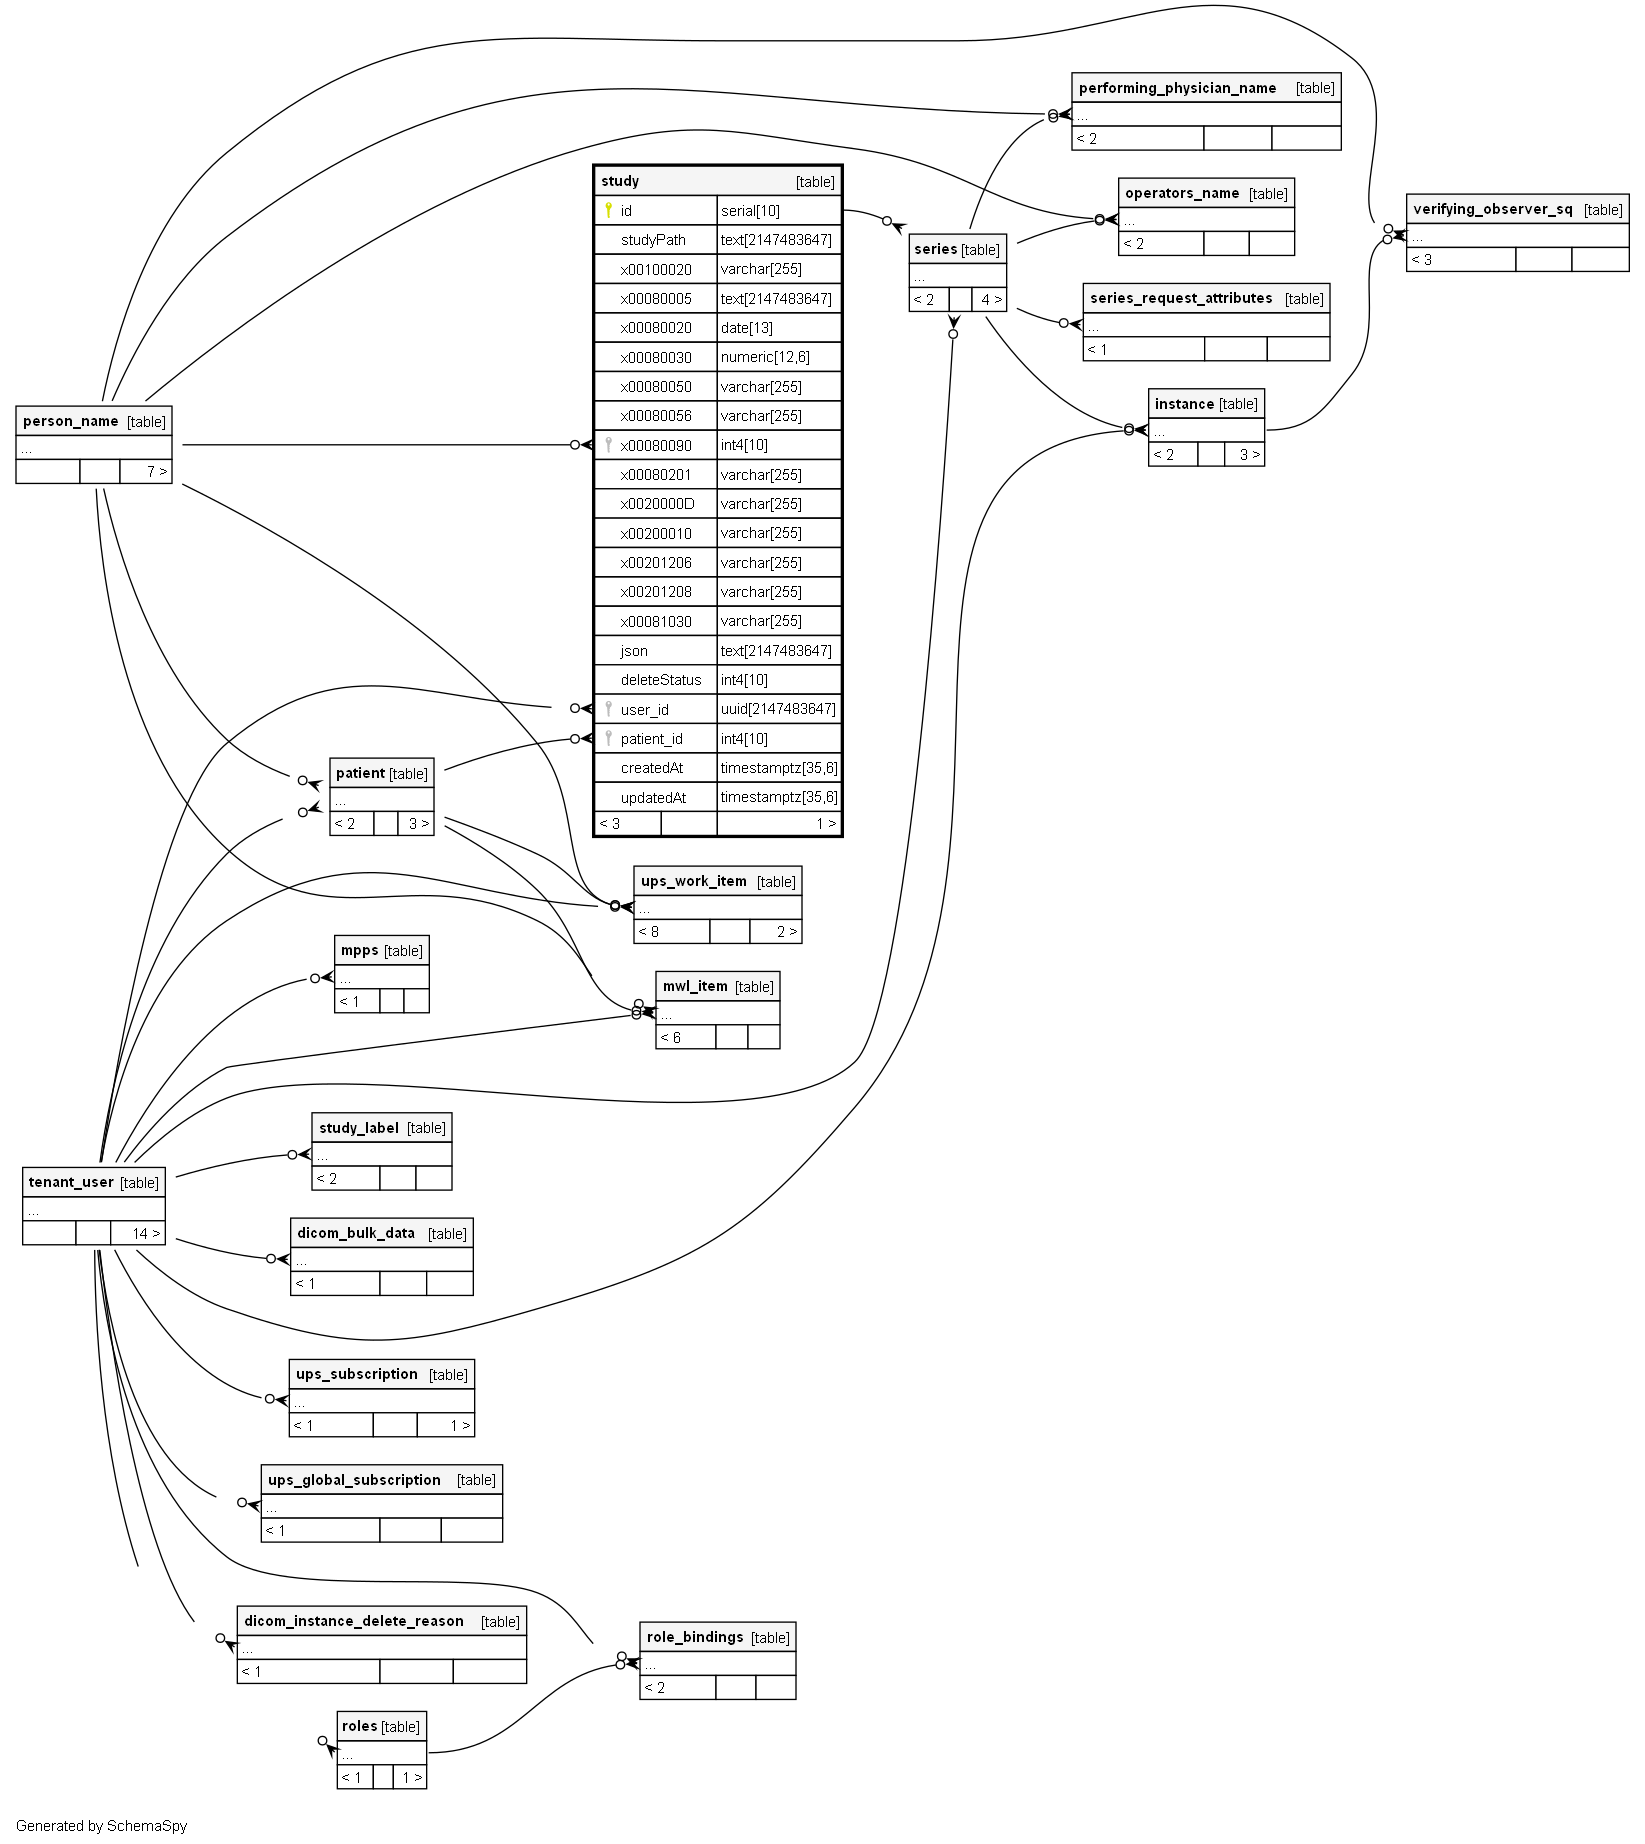 performing_physician_name [table]
...
< 2
study [table]
id serial[10]
studyPath text[2147483647]
x00100020 varchar[255]
x00080005 text[2147483647]
x00080020 date[13]
x00080030 numeric[12,6]
x00080050 varchar[255]
x00080056 varchar[255]
x00080090 int4[10]
x00080201 varchar[255]
x0020000D varchar[255]
x00200010 varchar[255]
x00201206 varchar[255]
x00201208 varchar[255]
x00081030 varchar[255]
json text[2147483647]
deleteStatus int4[10]
user_id uuid[2147483647]
patient_id int4[10]
createdAt timestamptz[35,6]
updatedAt timestamptz[35,6]
< 3 1 >
operators_name [table]
...
< 2
verifying_observer_sq [table]
...
< 3
series [table]
...
< 2 4 >
series_request_attributes [table]
...
< 1
instance [table]
...
< 2 3 >
person_name [table]
...
7 >
patient [table]
...
< 2 3 >
ups_work_item [table]
...
< 8 2 >
mpps [table]
...
< 1
mwl_item [table]
...
< 6
study_label [table]
...
< 2
tenant_user [table]
...
14 >
dicom_bulk_data [table]
...
< 1
ups_subscription [table]
...
< 1 1 >
ups_global_subscription [table]
...
< 1
dicom_instance_delete_reason [table]
...
< 1
role_bindings [table]
...
< 2
roles [table]
...
< 1 1 >
Generated by SchemaSpy